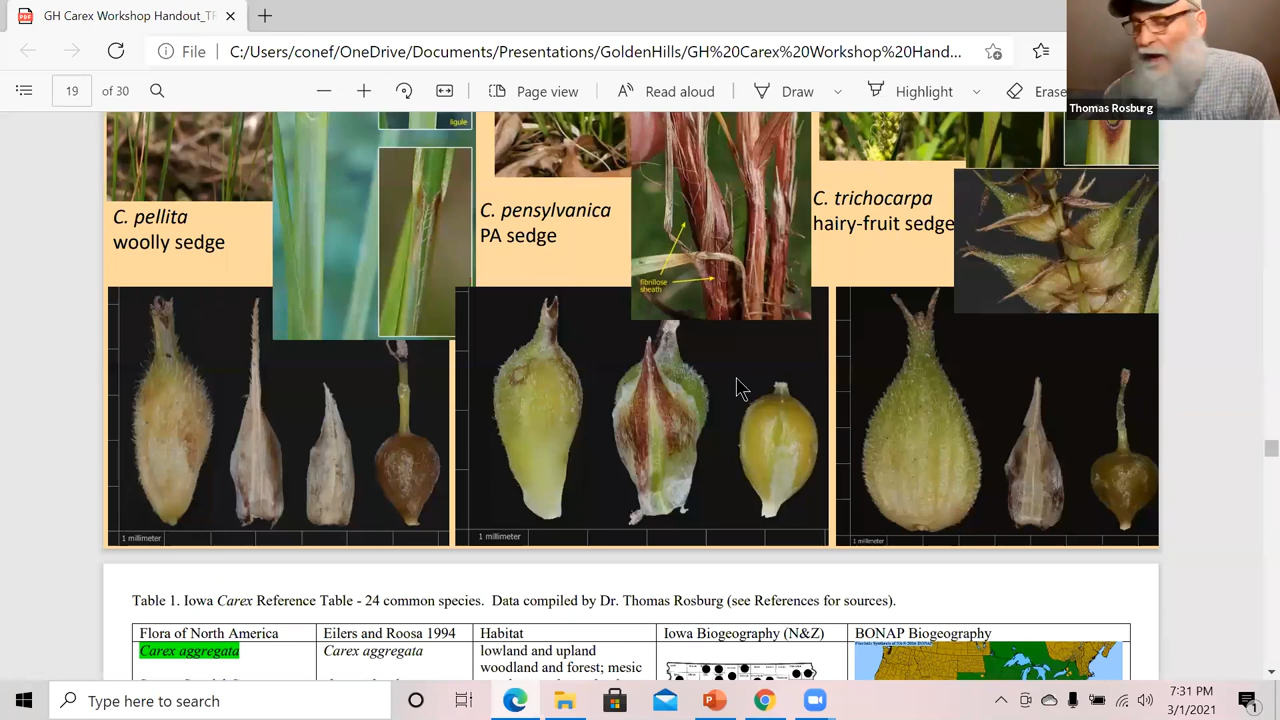 GH Carex Workshop Handout_TF
File
C:/Users/conef/OneDrive/Documents/Presentations/GoldenHills/GH%20Carex%20Workshop%20Hand...
19 of 30
Page view
Read aloud
Draw
Highlight
Erase
Thomas Rosburg
ligule
C. pellita
woolly sedge
C. pensylvanica
PA sedge
fibrillose
sheath
C. trichocarpa
hairy-fruit sedge
1 millimeter
1 millimeter
1 millimeter
Table 1. Iowa Carex Reference Table - 24 common species. Data compiled by Dr. Thomas Rosburg (see References for sources).
Flora of North America
Eilers and Roosa 1994
Habitat
Iowa Biogeography (N&Z)
BONAP Biogeography
Carex aggregata
Carex aggregata
lowland and upland
woodland and forest; mesic
Type here to search
7:31 PM
3/1/2021
1